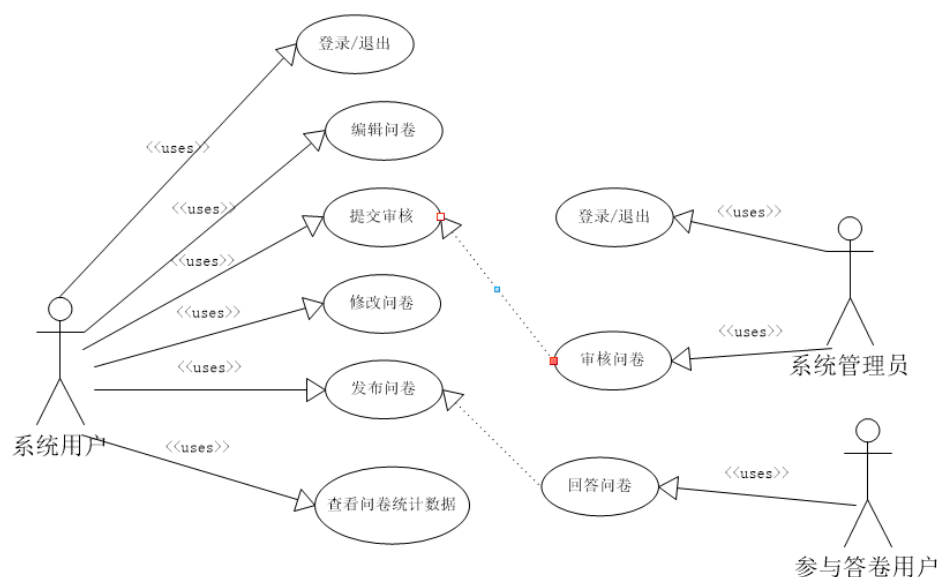 登录/退出
<<uses>>
编辑问卷
<<uses>>
提交审核
<<uses>>
修改问卷
<<uses>>
发布问卷
<<uses>>
查看问卷统计数据
<<uses>>
系统用户
登录/退出
<<uses>>
审核问卷
<<uses>>
系统管理员
回答问卷
<<uses>>
参与答卷用户